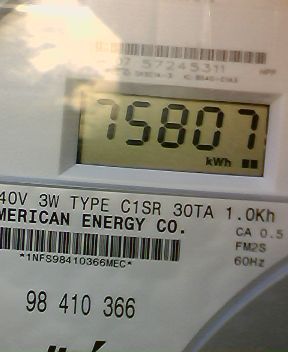 57245311
75807
kWh
40V 3W TYPE C1SR 30TA 1.0Kh
MERICAN ENERGY CO.
CA 0.5
FM2S
*1NFS98410366MEC*
60Hz
98 410 366